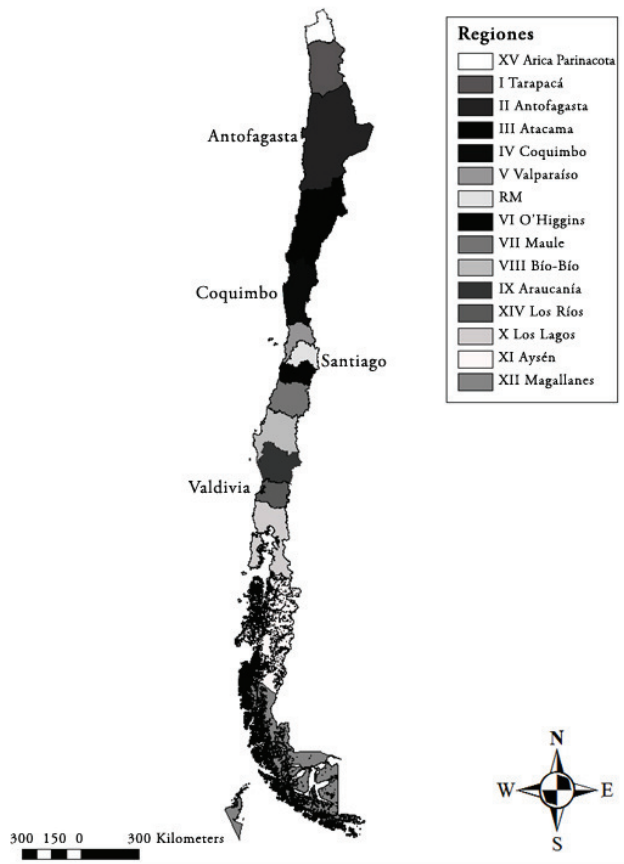 Regiones
XV Arica Parinacota
I Tarapacá
II Antofagasta
III Atacama
IV Coquimbo
V Valparaíso
RM
VI O'Higgins
VII Maule
VIII Bío-Bío
IX Araucanía
XIV Los Ríos
X Los Lagos
XI Aysén
XII Magallanes
Antofagasta
Coquimbo
Santiago
Valdivia
N
W E
S
300 150 0 300 Kilometers